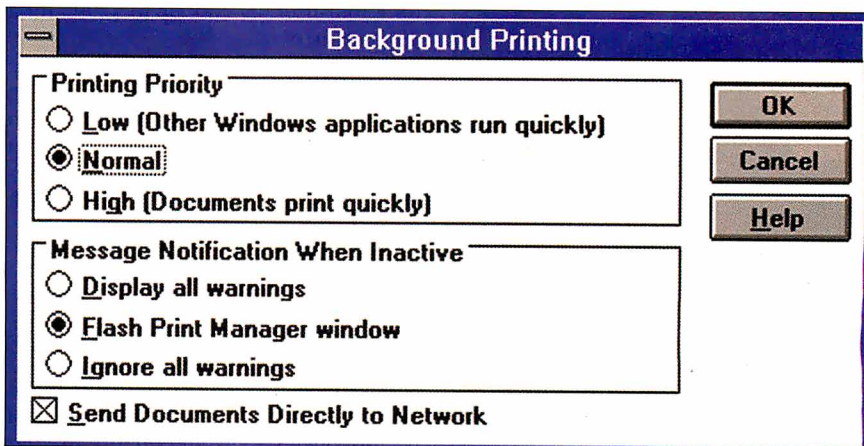 Background Printing
Printing Priority
Low (Other Windows applications run quickly)
Normal
High (Documents print quickly)
OK
Cancel
Help
Message Notification When Inactive
Display all warnings
Flash Print Manager window
Ignore all warnings
Send Documents Directly to Network